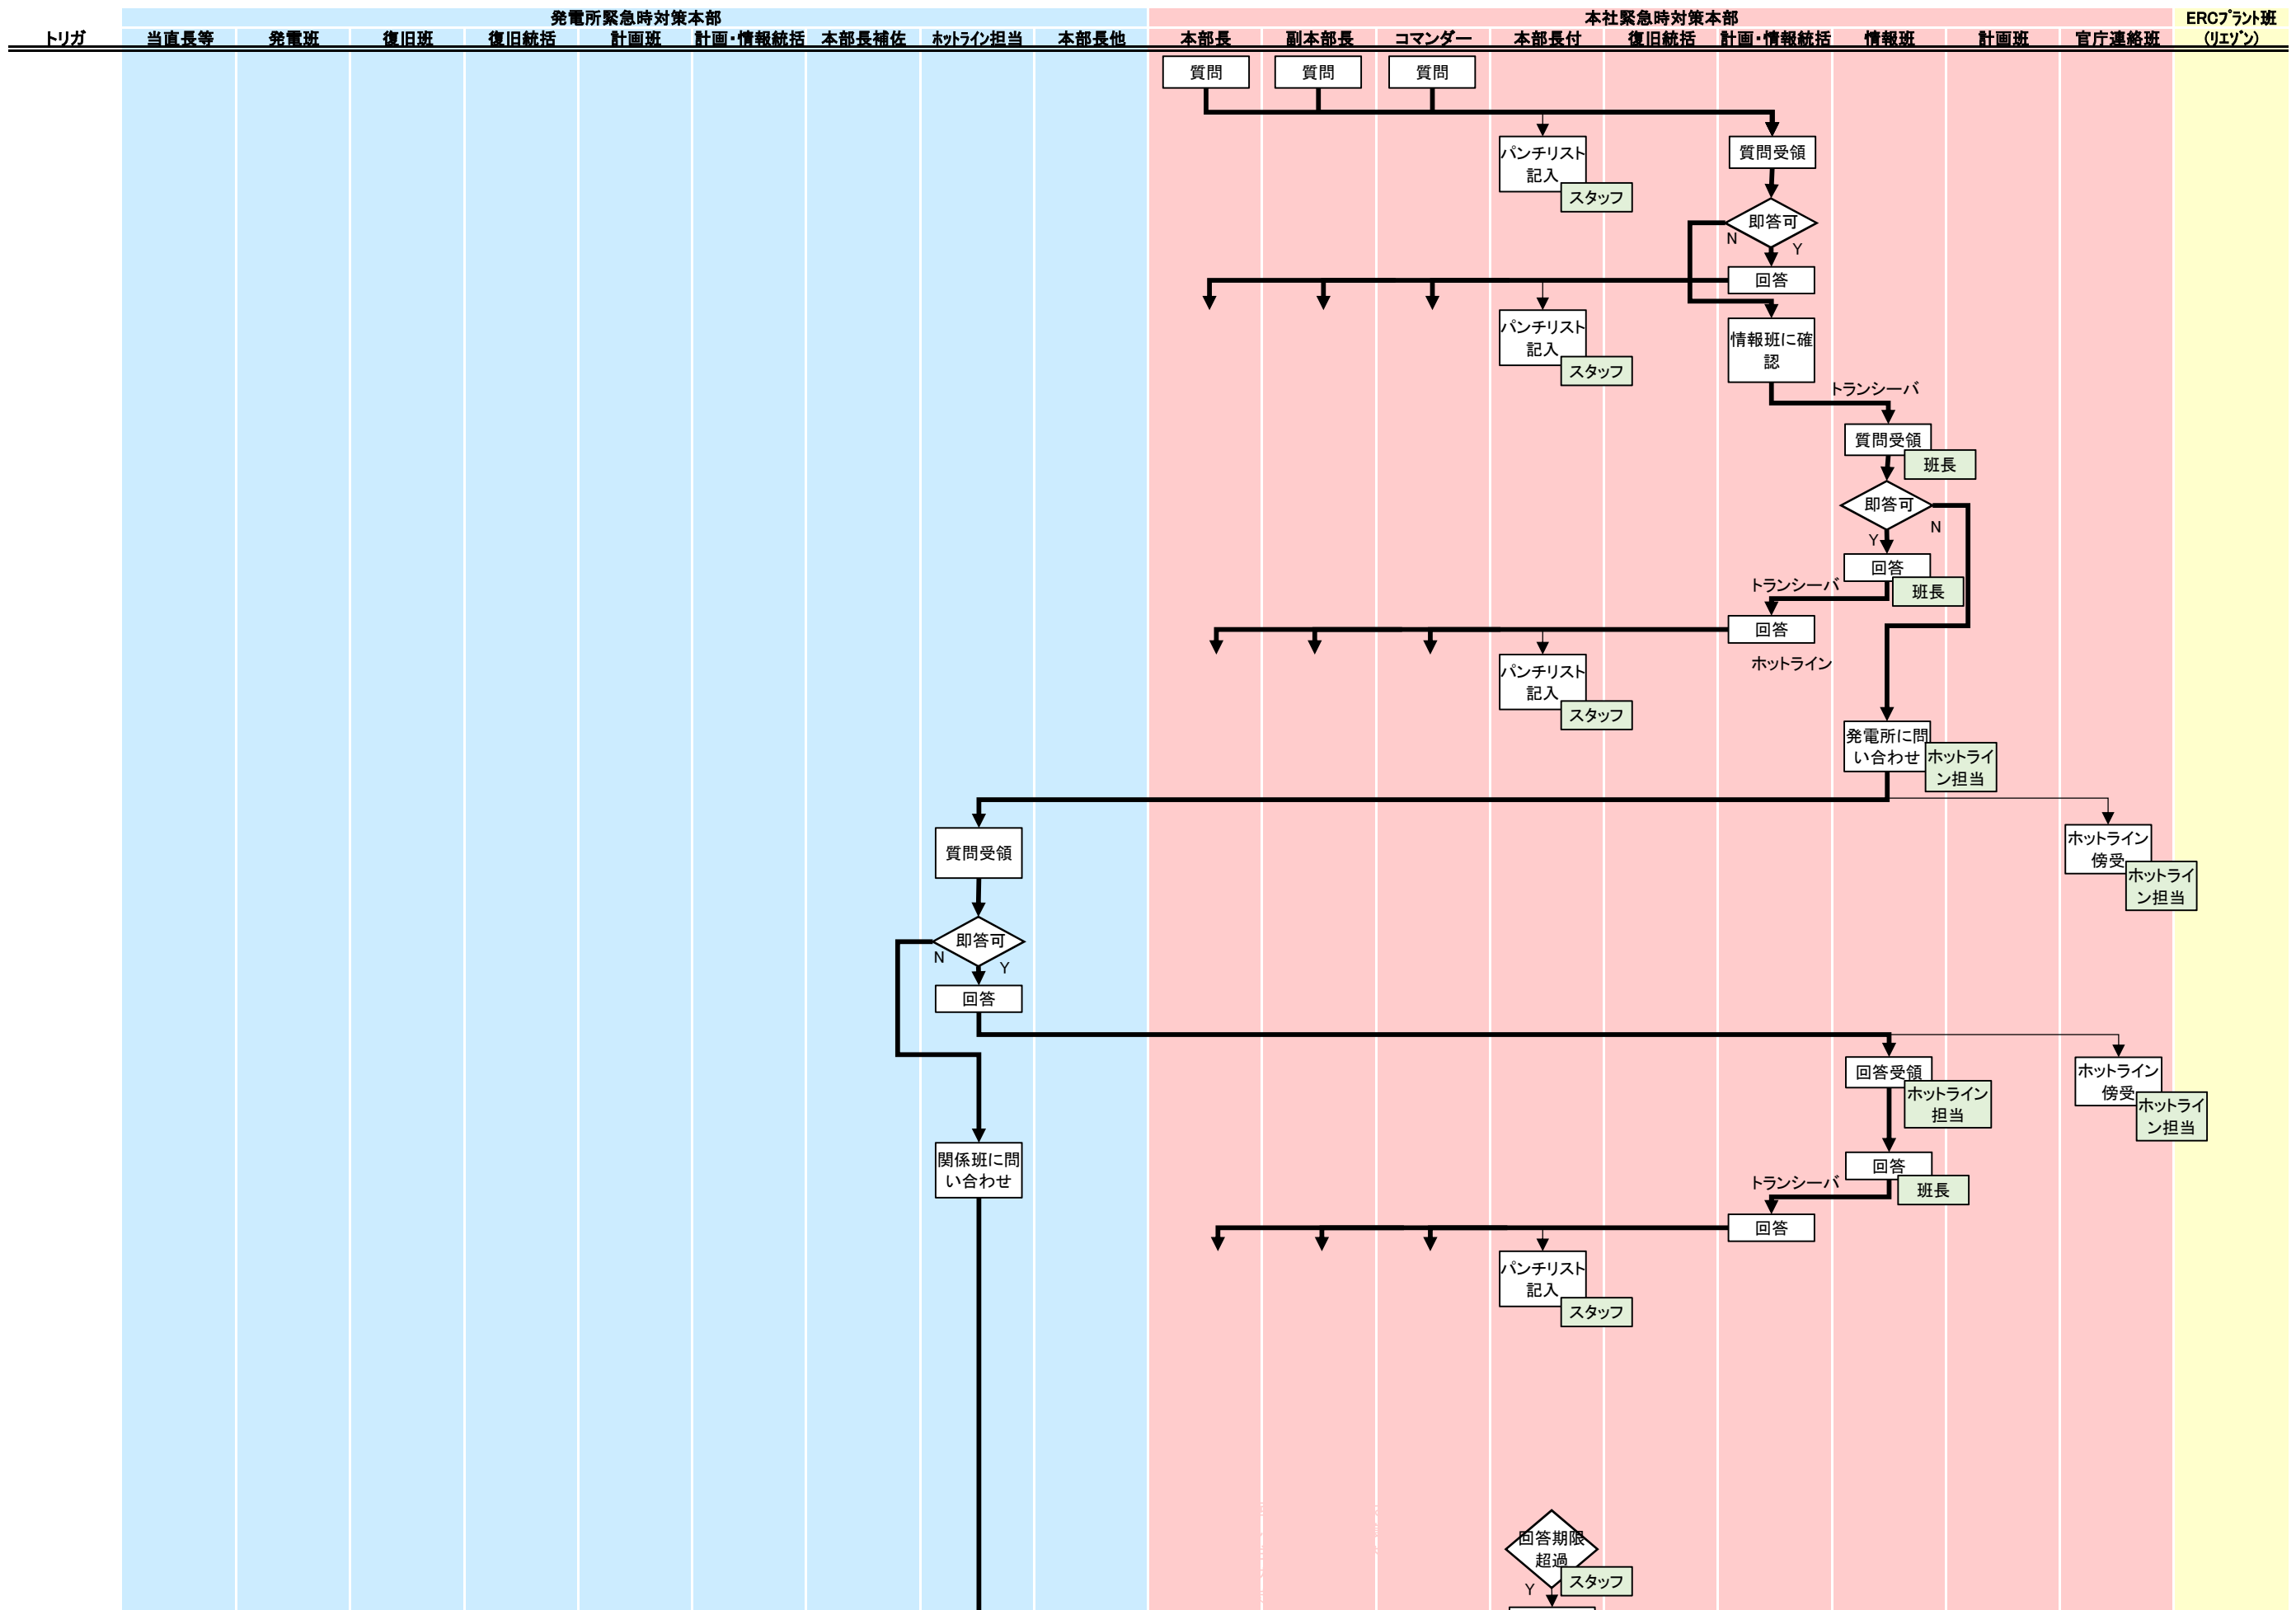 発電所緊急時対策本部
本社緊急時対策本部
ERCﾌﾟﾗﾝﾄ班
トリガ
当直長等
発電班
復旧班
復旧統括
計画班
計画・情報統括
本部長補佐
ﾎｯﾄﾗｲﾝ担当
本部長他
本部長
副本部長
コマンダー
本部長付
復旧統括
計画・情報統括
情報班
計画班
官庁連絡班
(ﾘｴｿﾞﾝ)
質問
質問
質問
パンチリスト
記入
スタッフ
質問受領
即答可
N
Y
回答
パンチリスト
記入
スタッフ
情報班に確
認
トランシーバ
質問受領
班長
即答可
N
Y
回答
班長
トランシーバ
回答
パンチリスト
記入
スタッフ
ホットライン
発電所に問
い合わせ
ホットライ
ン担当
質問受領
ホットライン
傍受
ホットライ
ン担当
即答可
N
Y
回答
回答受領
ホットライン
担当
ホットライン
傍受
ホットライ
ン担当
関係班に問
い合わせ
回答
班長
トランシーバ
回答
パンチリスト
記入
スタッフ
回答期限
超過
スタッフ
Y